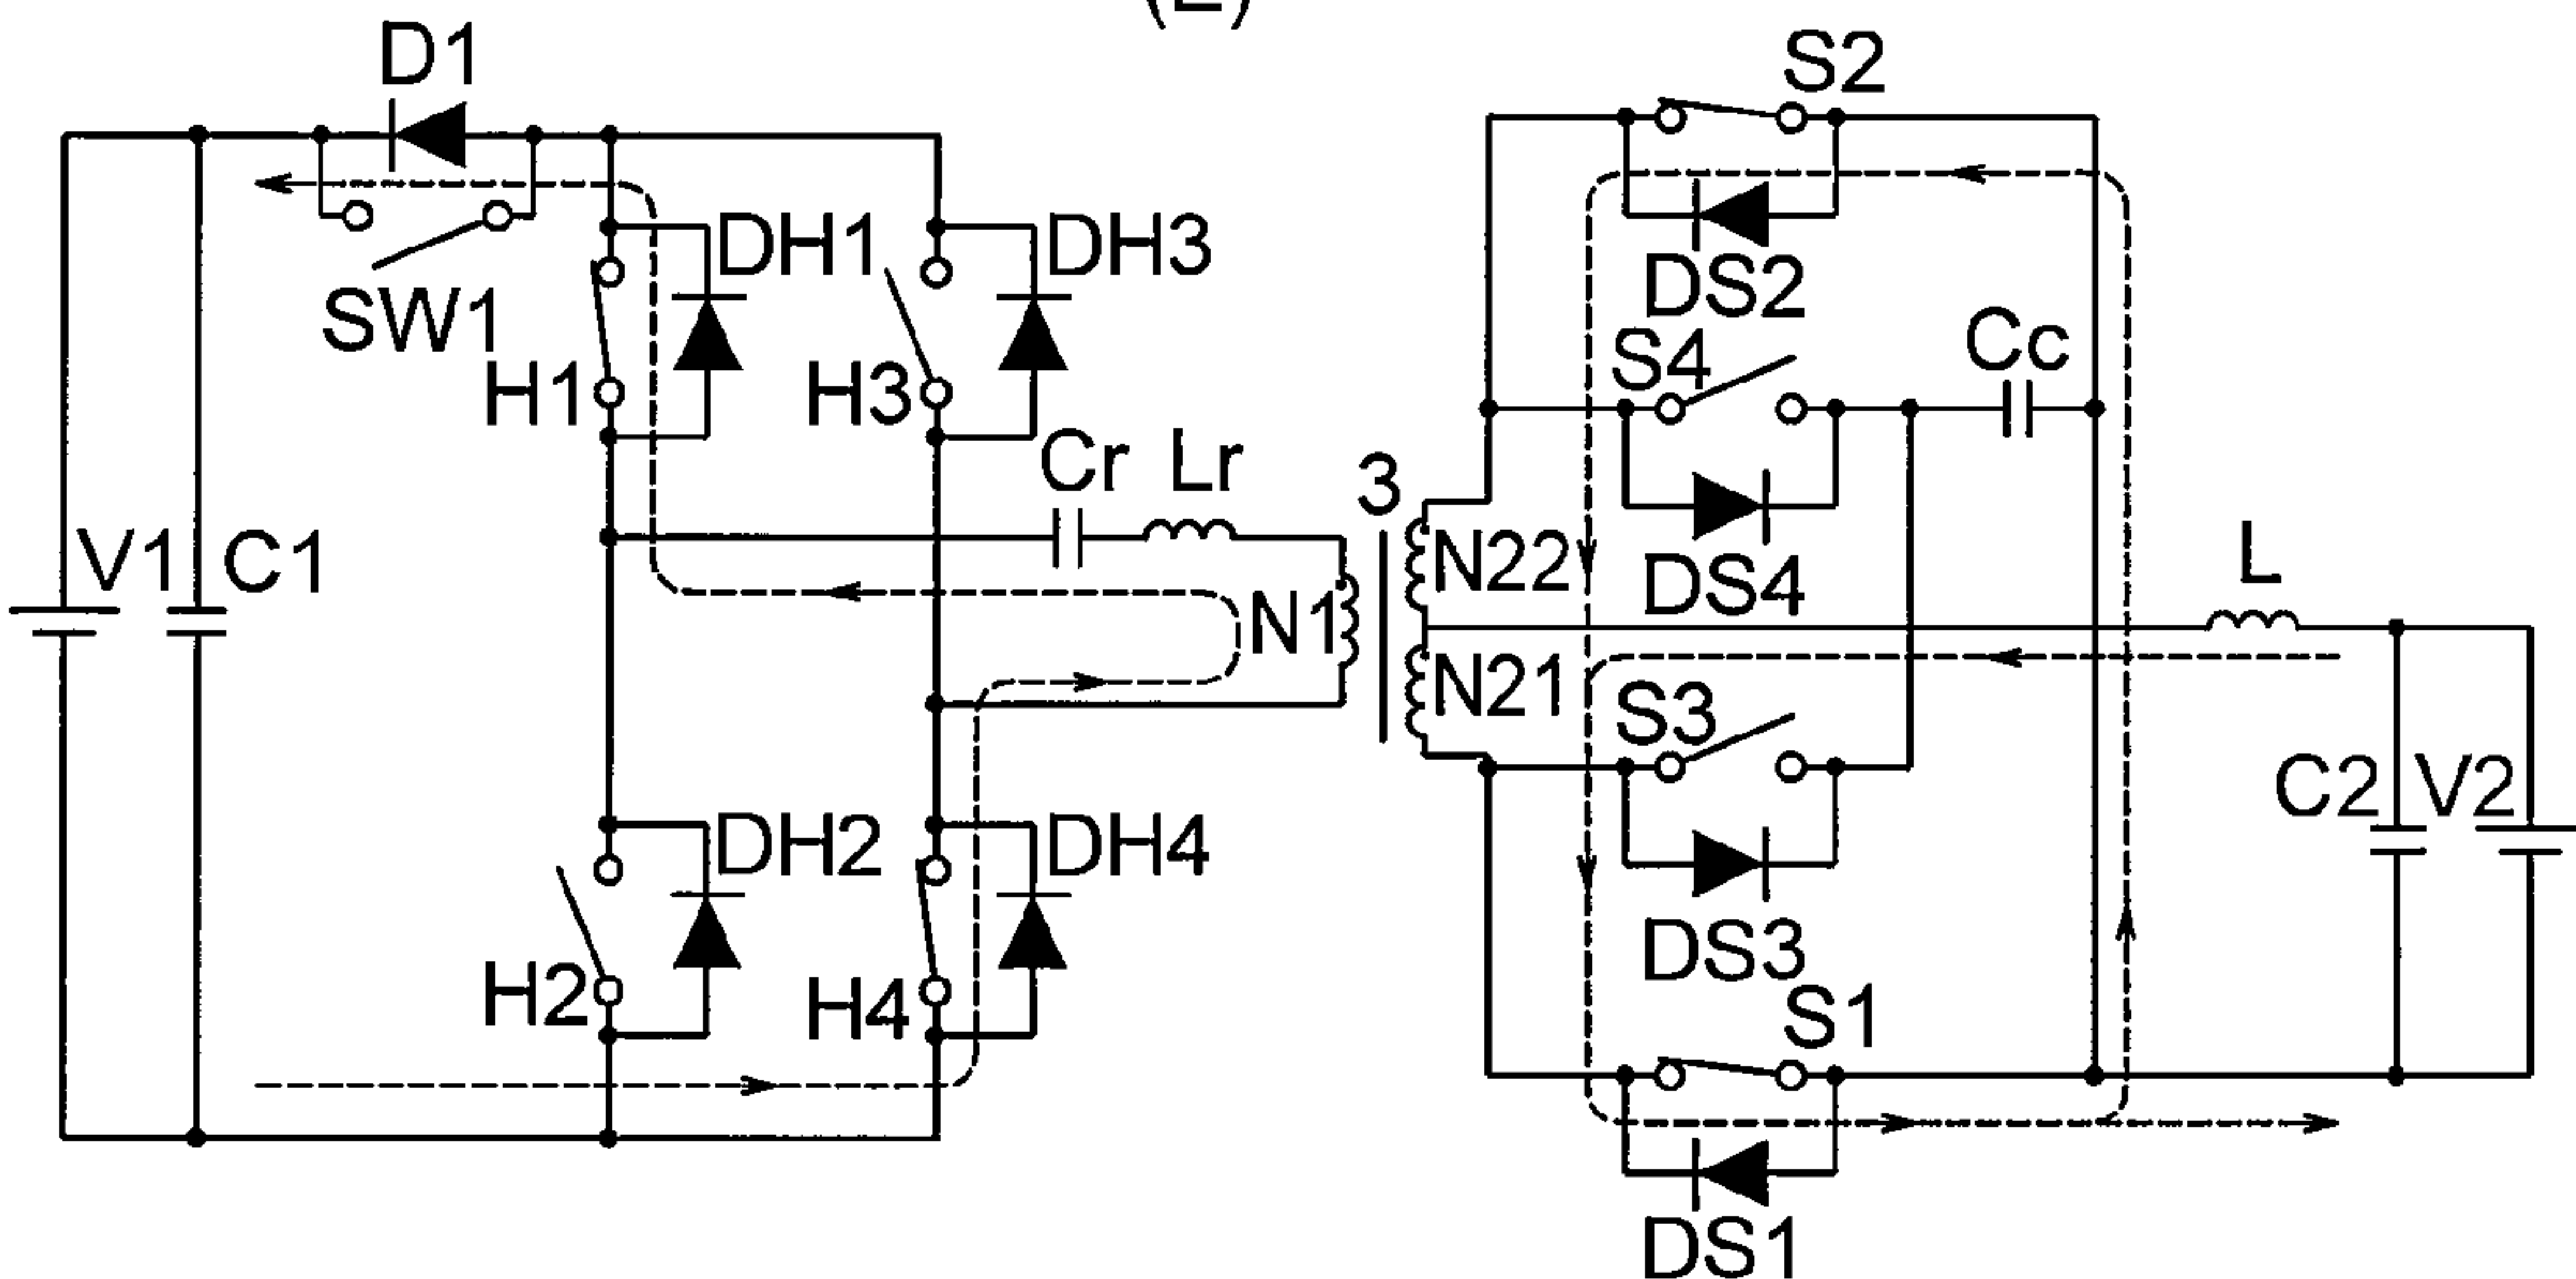 (E)
D1
S2
DH1
DH3
SW1
DS2
H1
H3
S4
Cc
Cr
Lr
3
V1
C1
N1
N22
DS4
L
N21
S3
C2
V2
DH2
DH4
DS3
H2
H4
S1
DS1